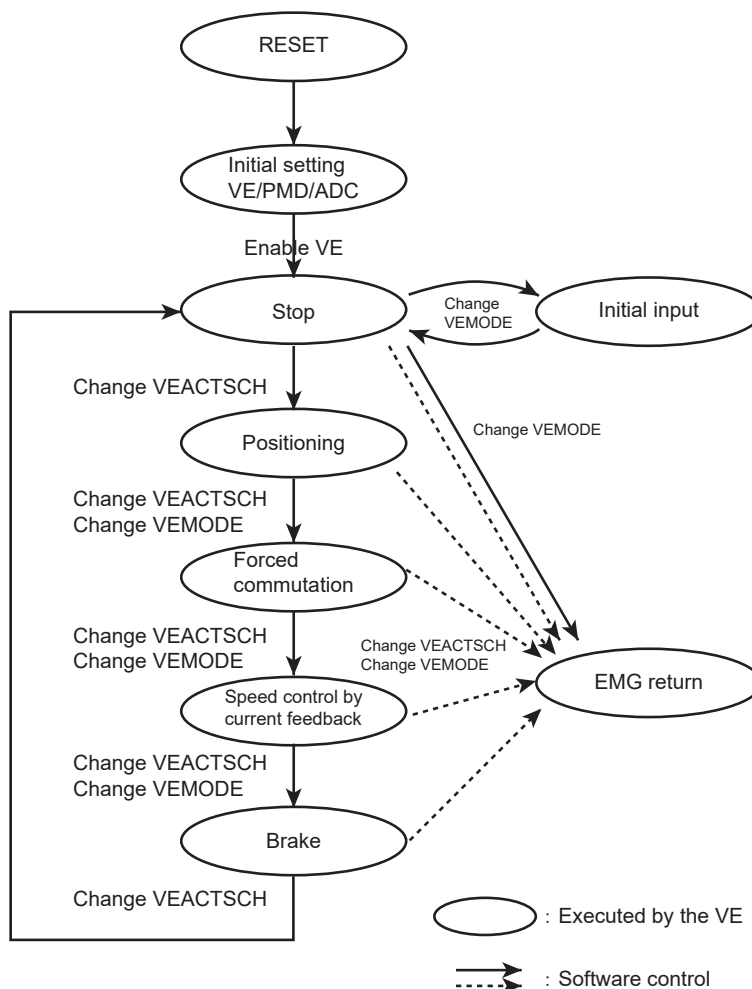 RESET
Initial setting
VE/PMD/ADC
Enable VE
Stop
Change
VEMODE
Initial input
Change VEACTSCH
Change VEMODE
Positioning
Change VEACTSCH
Change VEMODE
Forced
commutation
Change VEACTSCH
Change VEMODE
Change VEACTSCH
Change VEMODE
EMG return
Speed control by
current feedback
Change VEACTSCH
Change VEMODE
Brake
Change VEACTSCH
: Executed by the VE
: Software control